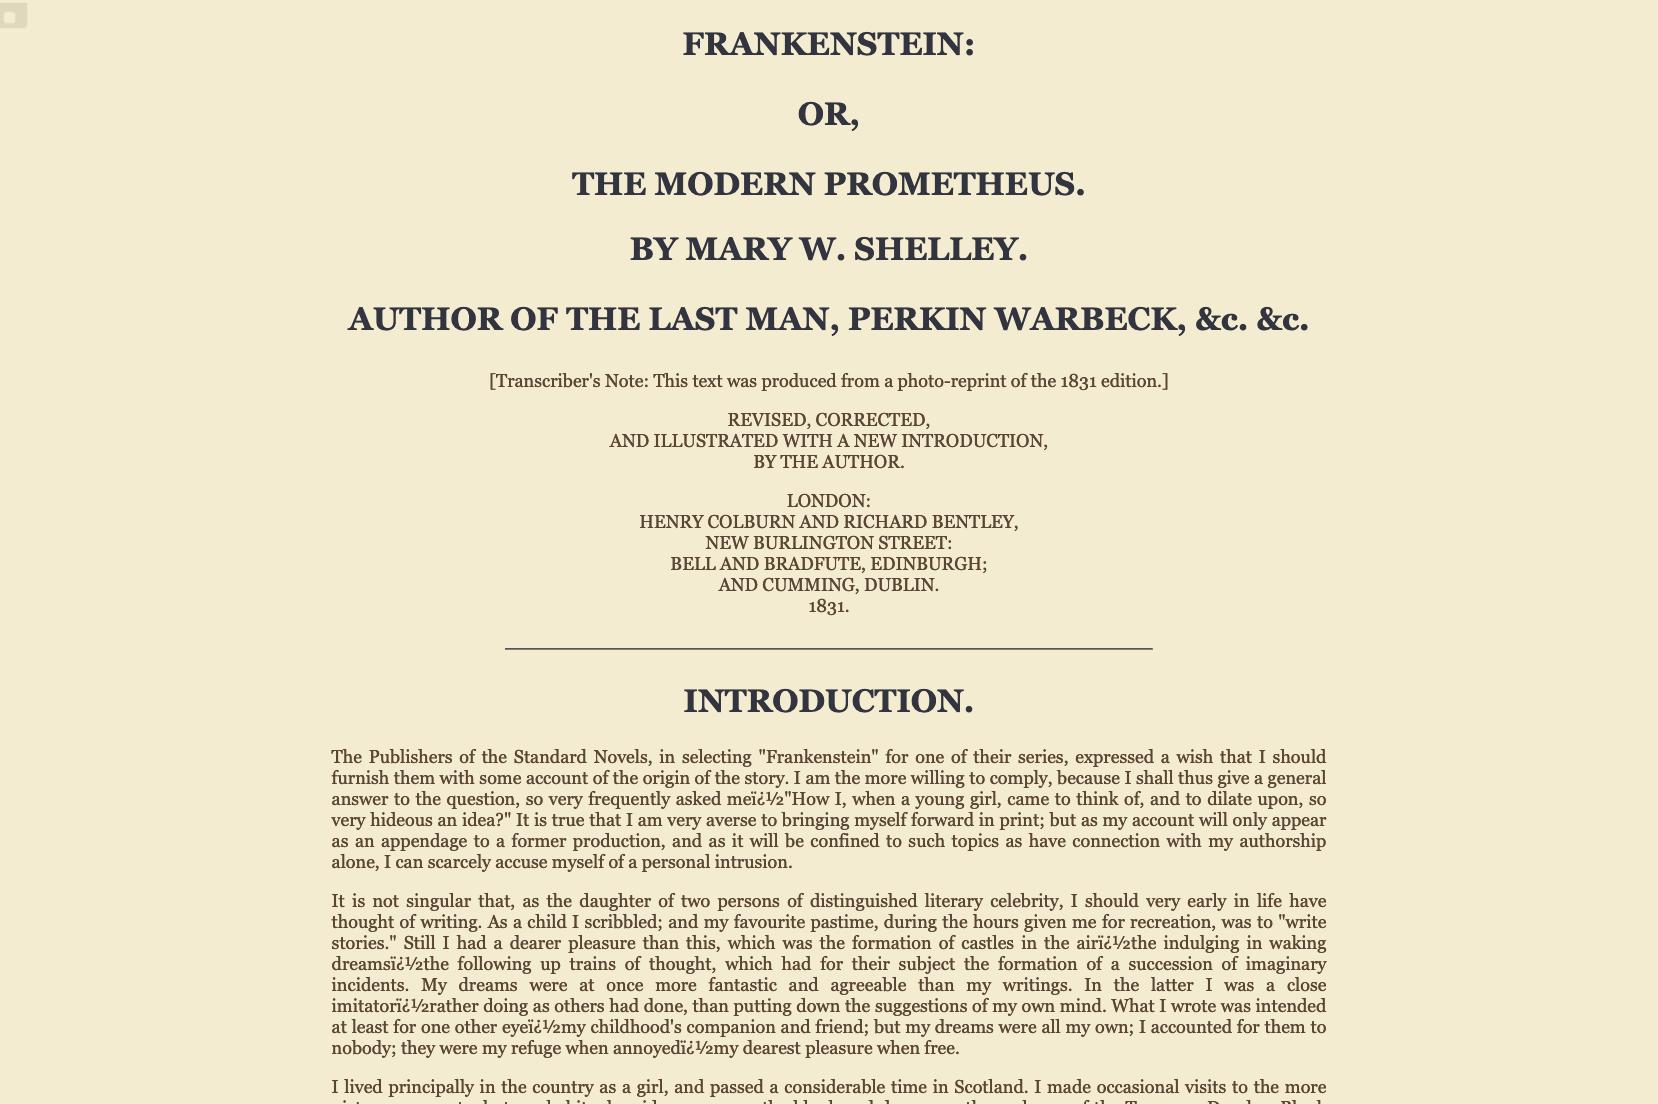 FRANKENSTEIN:
OR,
THE MODERN PROMETHEUS.
BY MARY W. SHELLEY.
AUTHOR OF THE LAST MAN, PERKIN WARBECK, &c. &c.
[Transcriber's Note: This text was produced from a photo-reprint of the 1831 edition.]
REVISED, CORRECTED,
AND ILLUSTRATED WITH A NEW INTRODUCTION,
BY THE AUTHOR.
LONDON:
HENRY COLBURN AND RICHARD BENTLEY,
NEW BURLINGTON STREET:
BELL AND BRADFUTE, EDINBURGH;
AND CUMMING, DUBLIN.
1831.
INTRODUCTION.
The Publishers of the Standard Novels, in selecting "Frankenstein" for one of their series, expressed a wish that I should
furnish them with some account of the origin of the story. I am the more willing to comply, because I shall thus give a general
answer to the question, so very frequently asked meï¿½"How I, when a young girl, came to think of, and to dilate upon, so
very hideous an idea?" It is true that I am very averse to bringing myself forward in print; but as my account will only appear
as an appendage to a former production, and as it will be confined to such topics as have connection with my authorship
alone, I can scarcely accuse myself of a personal intrusion.
It is not singular that, as the daughter of two persons of distinguished literary celebrity, I should very early in life have
thought of writing. As a child I scribbled; and my favourite pastime, during the hours given me for recreation, was to "write
stories." Still I had a dearer pleasure than this, which was the formation of castles in the airï¿½the indulging in waking
dreamsï¿½the following up trains of thought, which had for their subject the formation of a succession of imaginary
incidents. My dreams were at once more fantastic and agreeable than my writings. In the latter I was a close
imitatorï¿½rather doing as others had done, than putting down the suggestions of my own mind. What I wrote was intended
at least for one other eyeï¿½my childhood's companion and friend; but my dreams were all my own; I accounted for them to
nobody; they were my refuge when annoyedï¿½my dearest pleasure when free.
I lived principally in the country as a girl, and passed a considerable time in Scotland. I made occasional visits to the more